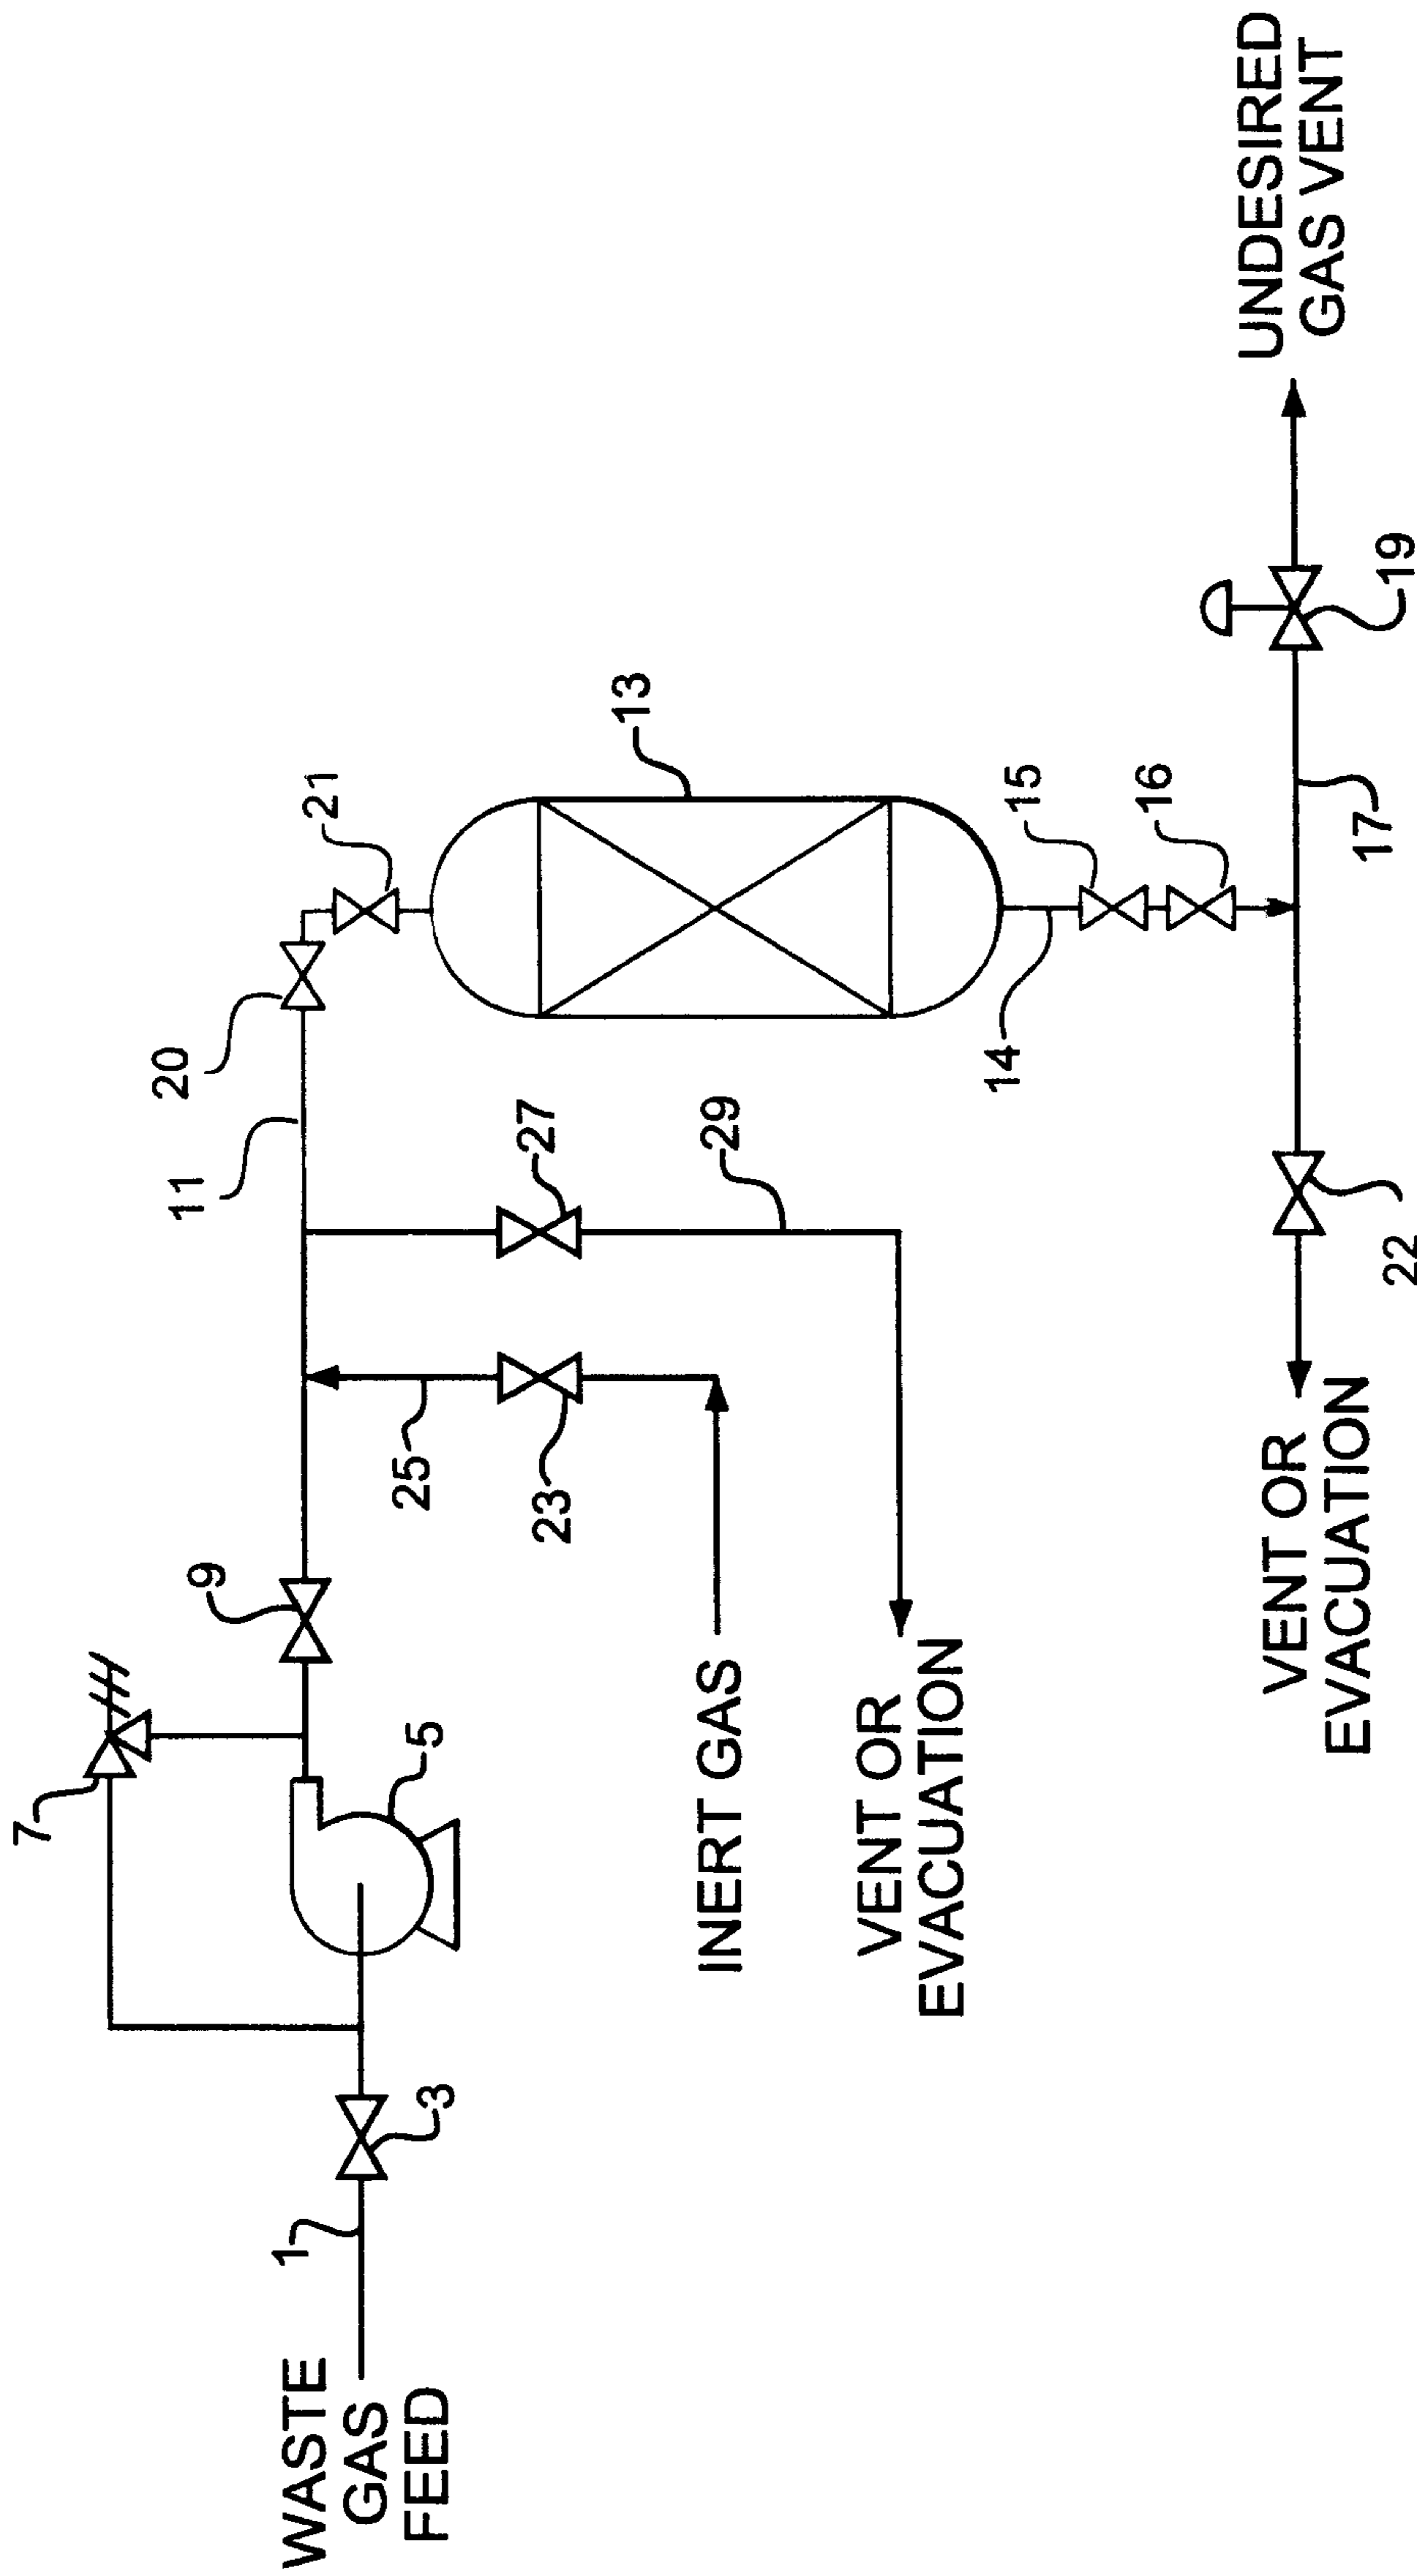 WASTE
GAS
FEED
1
3
5
7
9
INERT GAS
23
25
VENT OR
EVACUATION
27
29
11
20
21
13
14
15
16
17
19
UNDESIRED
GAS VENT
22
VENT OR
EVACUATION